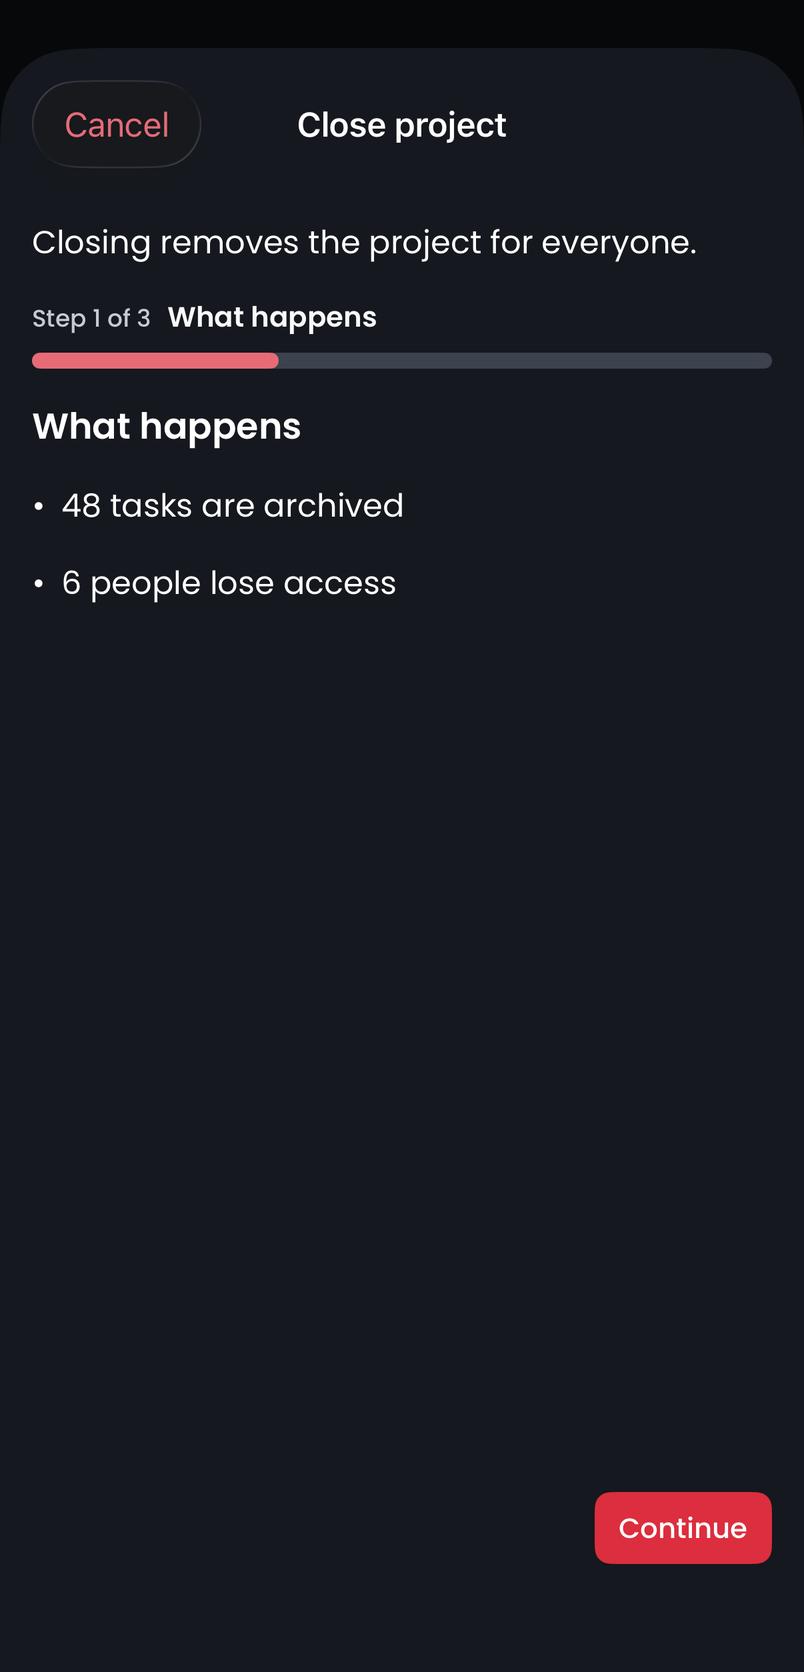 Cancel
Close project
Closing removes the project for everyone.
Step 1 of 3 What happens
What happens
• 48 tasks are archived
• 6 people lose access
Continue